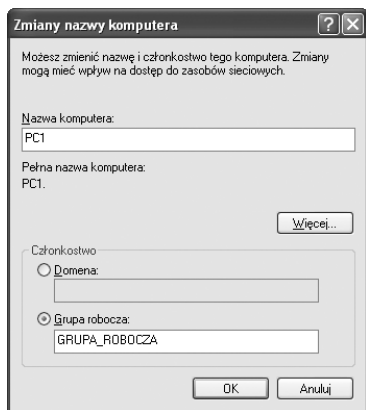 Zmiany nazwy komputera
Możesz zmienić nazwę i członkostwo tego komputera. Zmiany
mogą mieć wpływ na dostęp do zasobów sieciowych.
Nazwa komputera:
PC1
Pełna nazwa komputera:
PC1.
Więcej...
Członkostwo
Domena:
Grupa robocza:
GRUPA_ROBOCZA
OK Anuluj